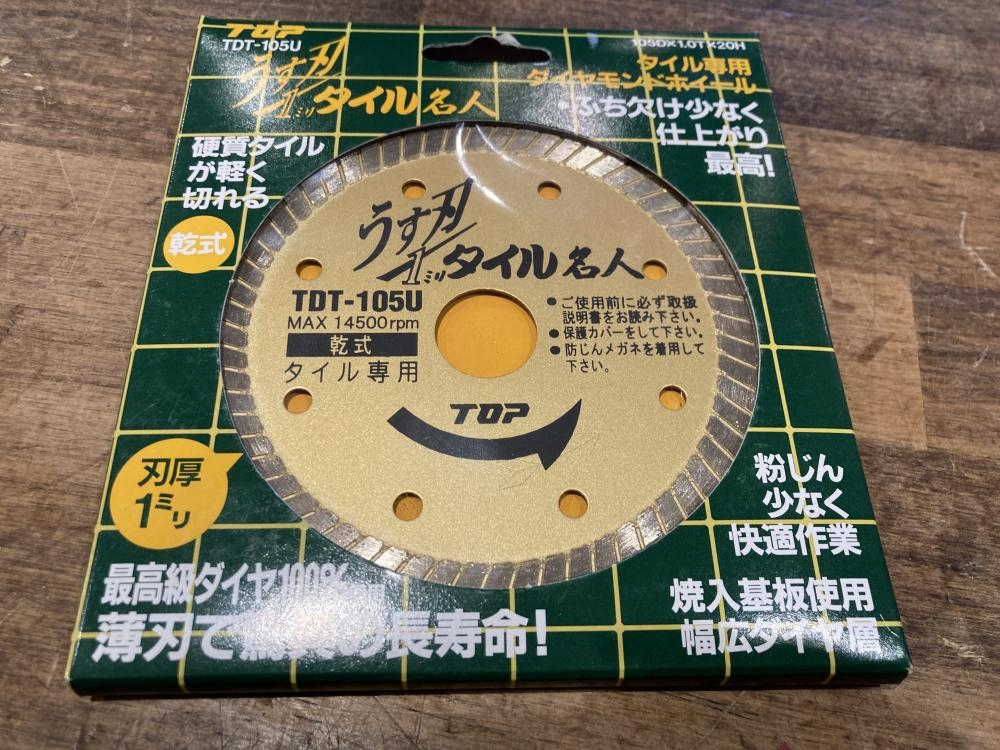 TOP
TDT-105U
うす刃
1ミリ タイル名人
105D×1.0T×20H
タイル専用
ダイヤモンドホイール
・ふち欠け少なく
仕上がり
最高!
硬質タイル
が軽く
切れる
乾式
うす刃
1ミリ タイル名人
TDT-105U
MAX 14500rpm
乾式
タイル専用
●ご使用前に必ず取扱
説明書をお読み下さい。
●保護カバーをして下さい。
●防じんメガネを着用して
下さい。
TOP
刃厚
1ミリ
粉じん
少なく
快適作業
最高級ダイヤ100%
薄刃で の長寿命!
焼入基板使用
幅広ダイヤ層